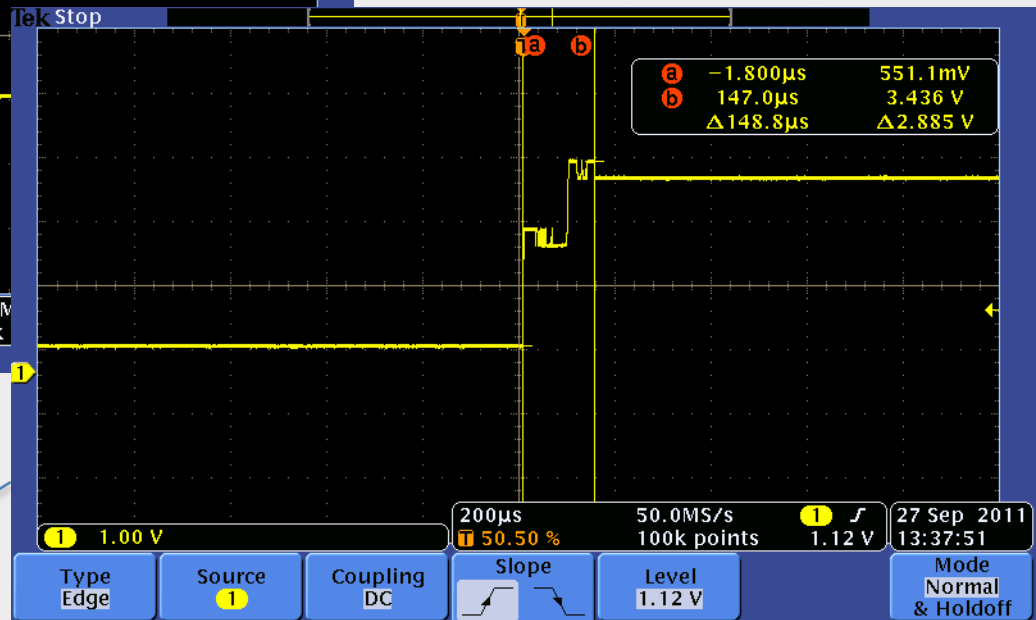 Tek Stop
T
T a b
a −1.800µs 551.1mV
b 147.0µs 3.436 V
Δ148.8µs Δ2.885 V
M
1
1 1.00 V
200µs 50.0MS/s 1
T 50.50 % 100k points 1.12 V
27 Sep 2011
13:37:51
Type
Edge
Source
1
Coupling
DC
Slope
Level
1.12 V
Mode
Normal
& Holdoff